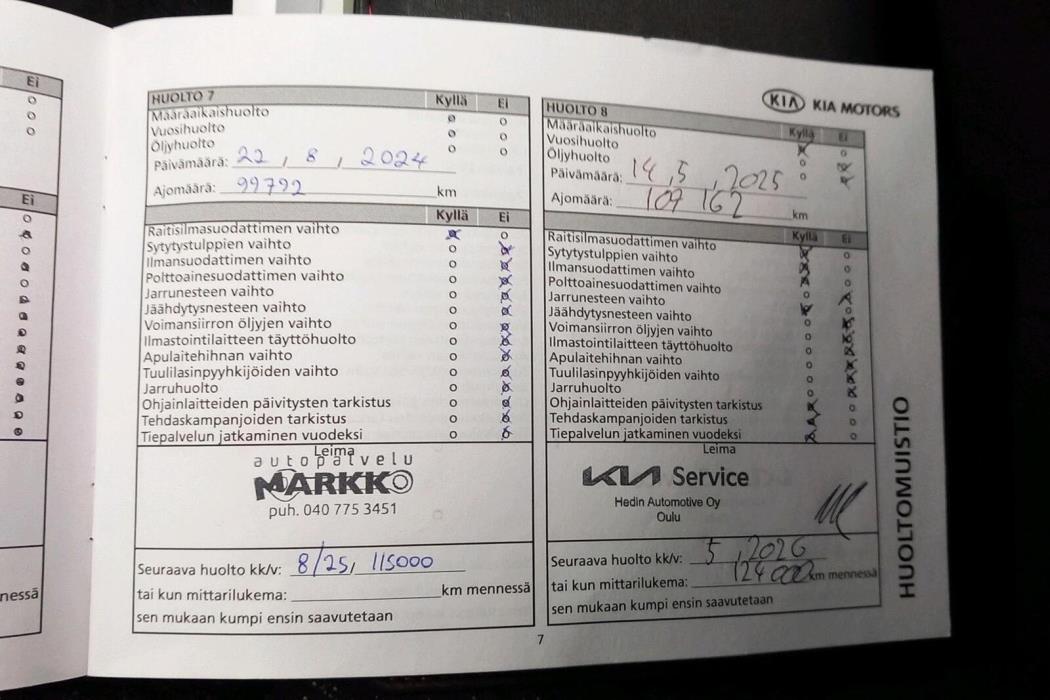 Ei
Ei
nessä
HUOLTO 7 Kyllä Ei
Määräaikaishuolto
Vuosihuolto
Öljyhuolto
Päivämäärä: 22 , 8 , 2024
Ajomäärä: 99792 km
Kyllä Ei
Raitisilmasuodattimen vaihto
Sytytystulppien vaihto
Ilmansuodattimen vaihto
Polttoainesuodattimen vaihto
Jarrunesteen vaihto
Jäähdytysnesteen vaihto
Voimansiirron öljyjen vaihto
Ilmastointilaitteen täyttöhuolto
Apulaitehihnan vaihto
Tuulilasinpyyhkijöiden vaihto
Jarruhuolto
Ohjainlaitteiden päivitysten tarkistus
Tehdaskampanjoiden tarkistus
Tiepalvelun jatkaminen vuodeksi
Leima
autopalvelu
MARKKO
puh. 040 775 3451
Seuraava huolto kk/v: 8/25, 115000
tai kun mittarilukema: km mennessä
sen mukaan kumpi ensin saavutetaan
KIA KIA MOTORS
HUOLTO 8 Kyllä Ei
Määräaikaishuolto
Vuosihuolto
Öljyhuolto
Päivämäärä: 14 , 5 , 2025
Ajomäärä: 109 162 km
Kyllä Ei
Raitisilmasuodattimen vaihto
Sytytystulppien vaihto
Ilmansuodattimen vaihto
Polttoainesuodattimen vaihto
Jarrunesteen vaihto
Jäähdytysnesteen vaihto
Voimansiirron öljyjen vaihto
Ilmastointilaitteen täyttöhuolto
Apulaitehihnan vaihto
Tuulilasinpyyhkijöiden vaihto
Jarruhuolto
Ohjainlaitteiden päivitysten tarkistus
Tehdaskampanjoiden tarkistus
Tiepalvelun jatkaminen vuodeksi
Leima
KIA Service
Hedin Automotive Oy
Oulu
Seuraava huolto kk/v: 5 , 2026
tai kun mittarilukema: 124 000 km mennessä
sen mukaan kumpi ensin saavutetaan
HUOLTOMUISTIO
7